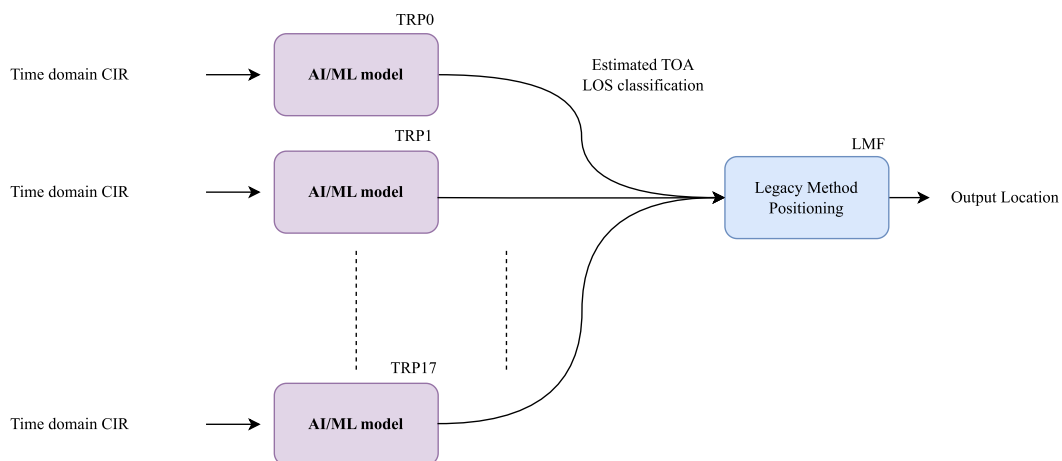 TRP0
Time domain CIR
AI/ML model
Estimated TOA
LOS classification
TRP1
LMF
Time domain CIR
AI/ML model
Legacy Method
Positioning
Output Location
TRP17
Time domain CIR
AI/ML model